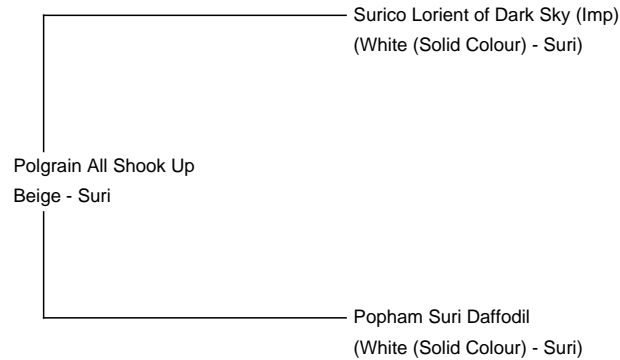 Surico Lorient of Dark Sky (Imp)
(White (Solid Colour) - Suri)
Polgrain All Shook Up
Beige - Suri
Popham Suri Daffodil
(White (Solid Colour) - Suri)